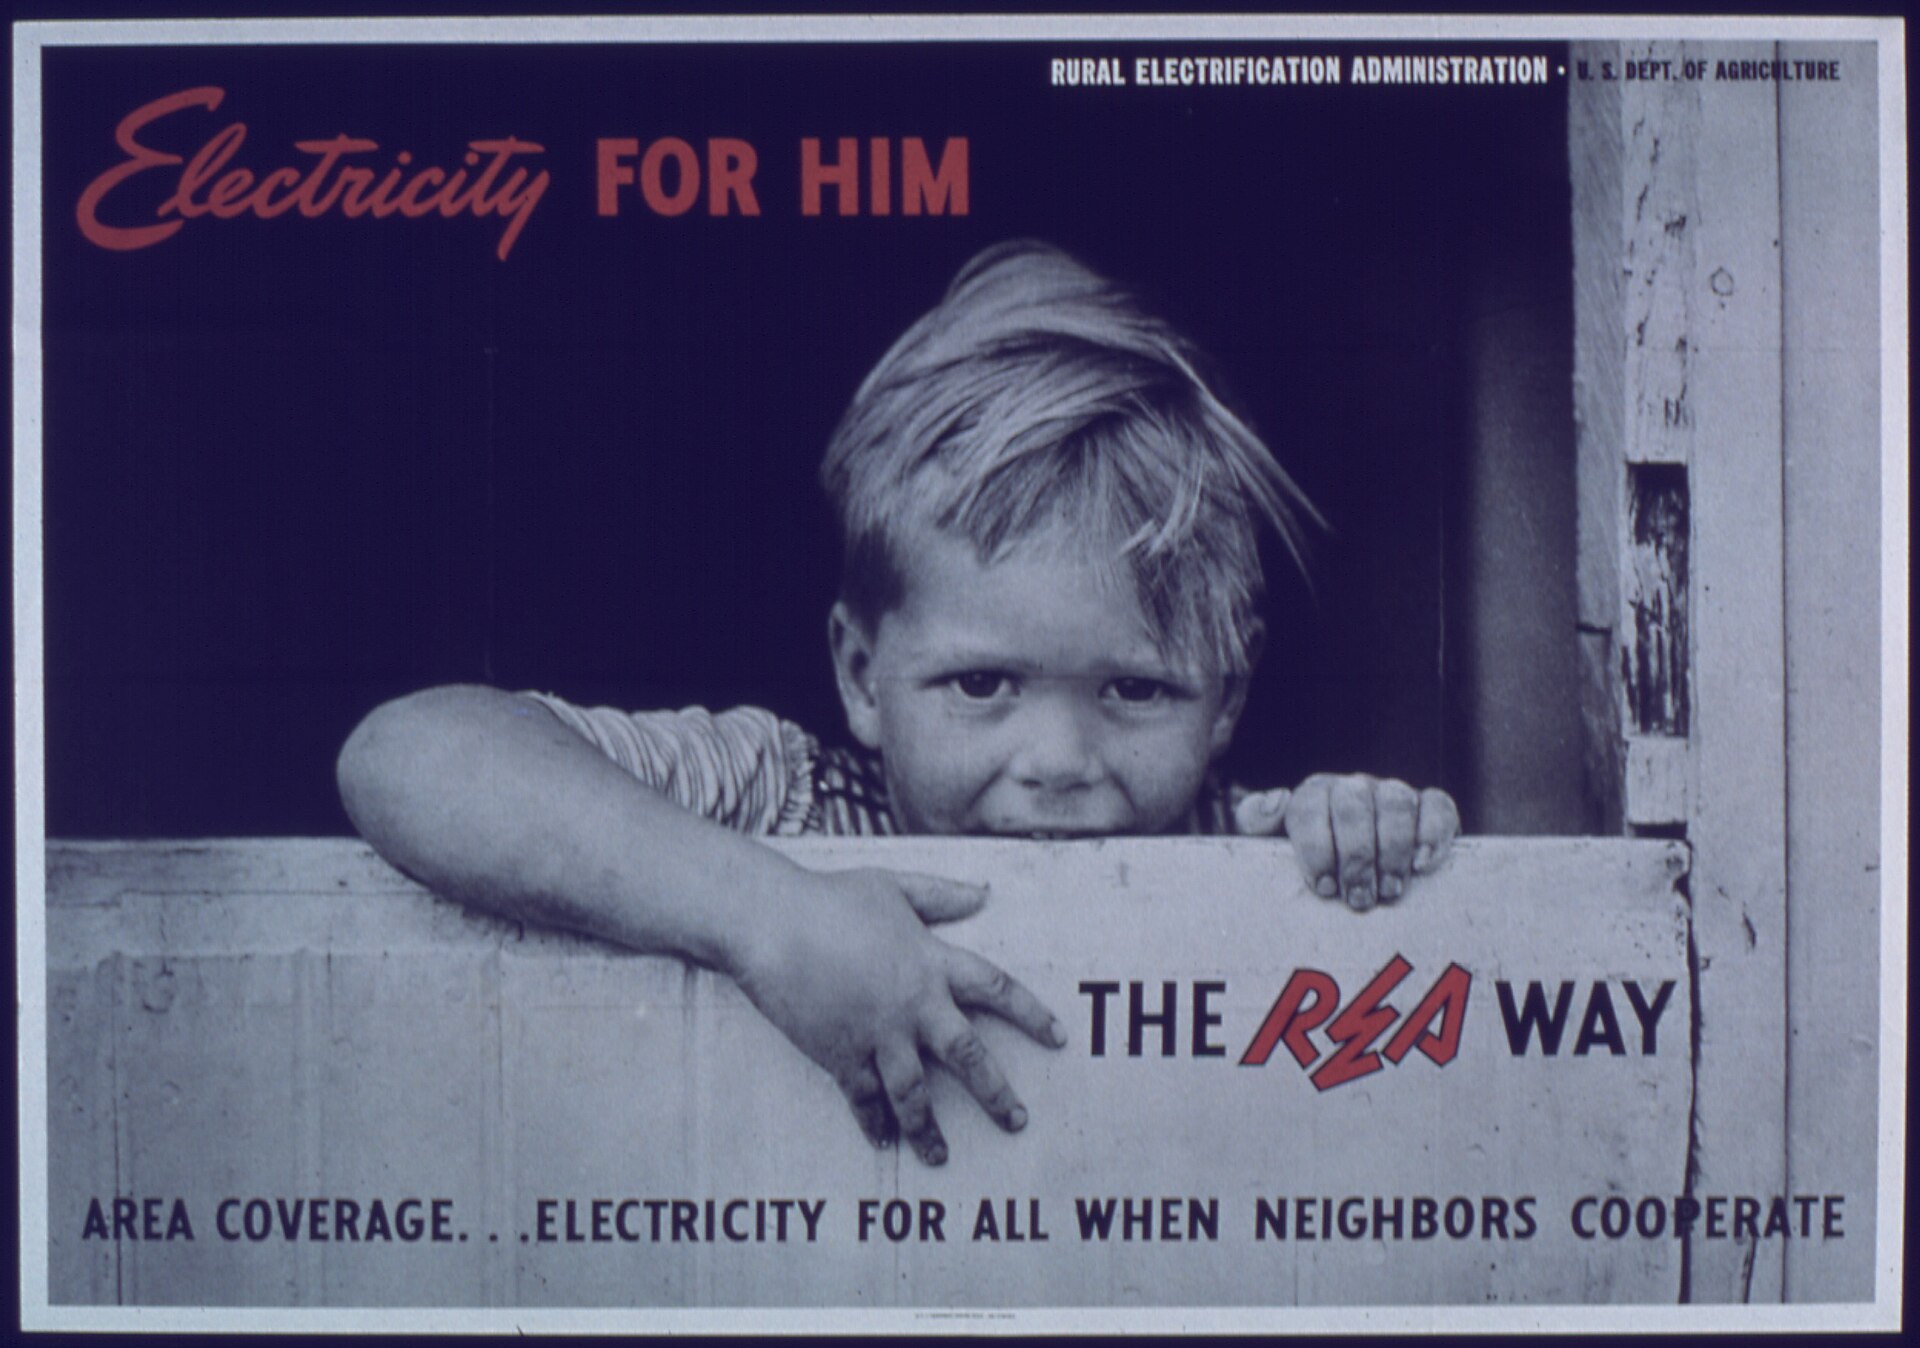 RURAL ELECTRIFICATION ADMINISTRATION • U. S. DEPT. OF AGRICULTURE
Electricity FOR HIM
THE REA WAY
AREA COVERAGE. . .ELECTRICITY FOR ALL WHEN NEIGHBORS COOPERATE